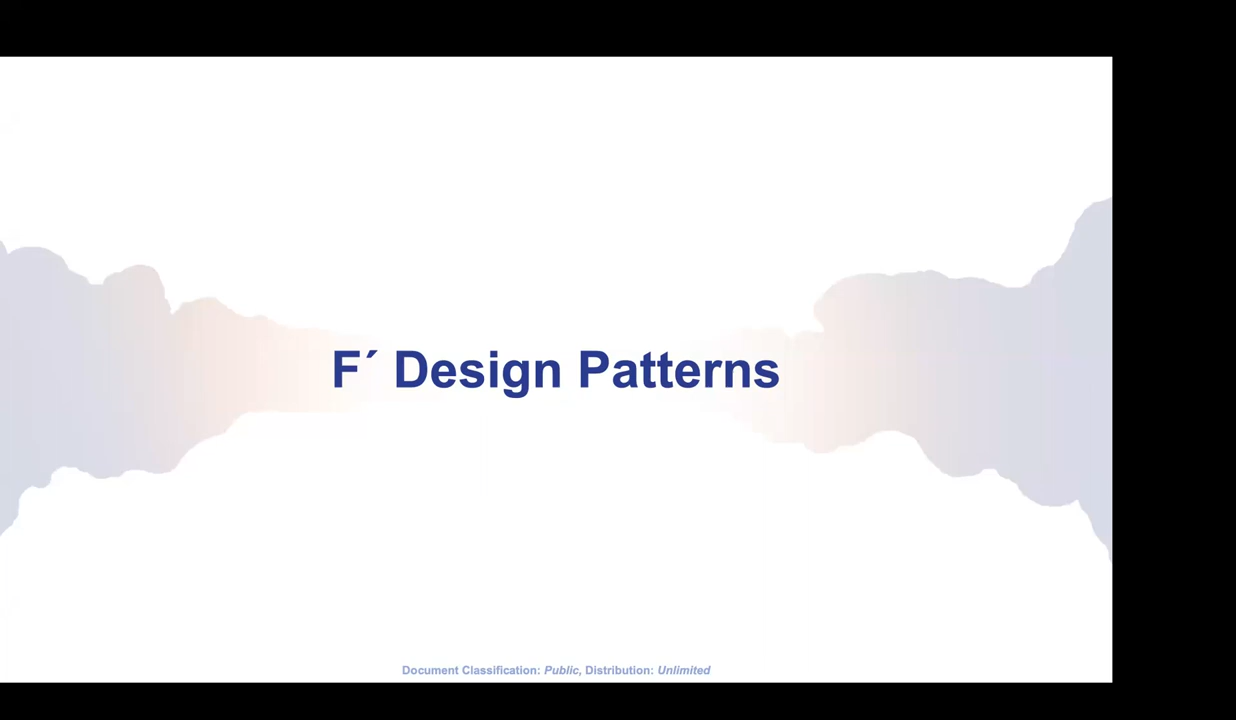 F´ Design Patterns
Document Classification: Public, Distribution: Unlimited